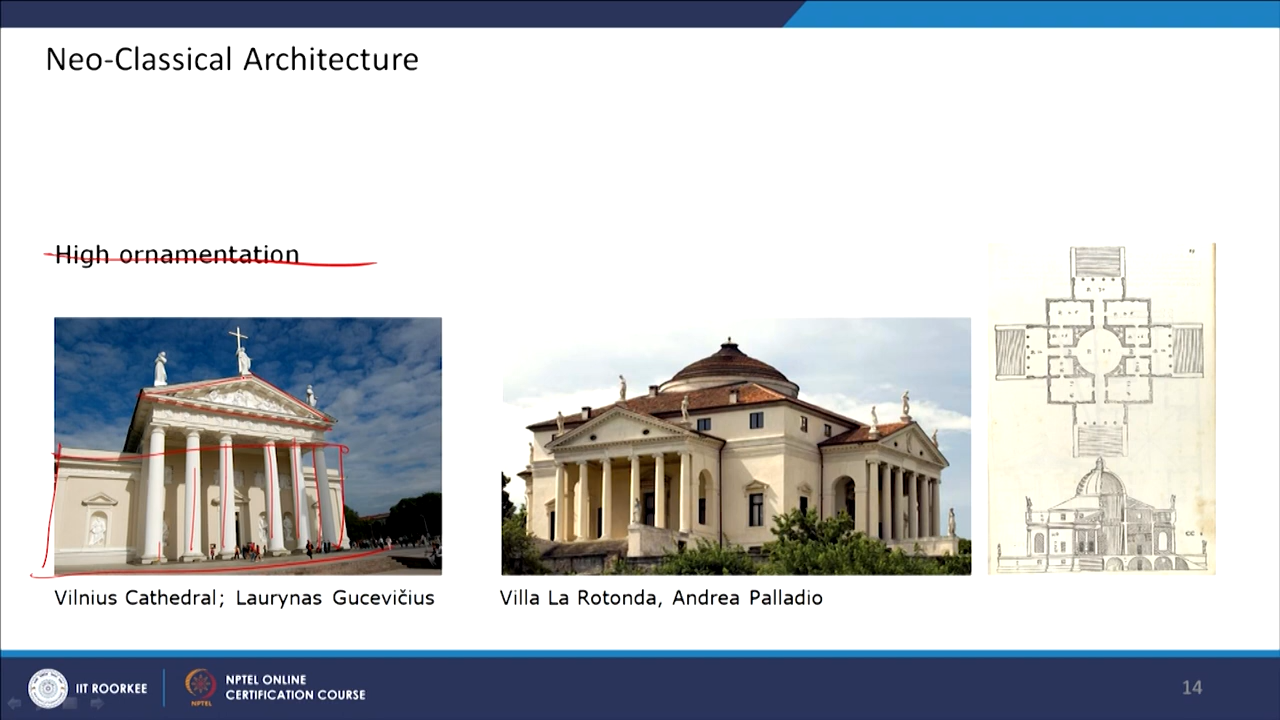 Neo-Classical Architecture
High ornamentation
Vilnius Cathedral; Laurynas Gucevičius
Villa La Rotonda, Andrea Palladio
IIT ROORKEE
NPTEL
NPTEL ONLINE
CERTIFICATION COURSE
14